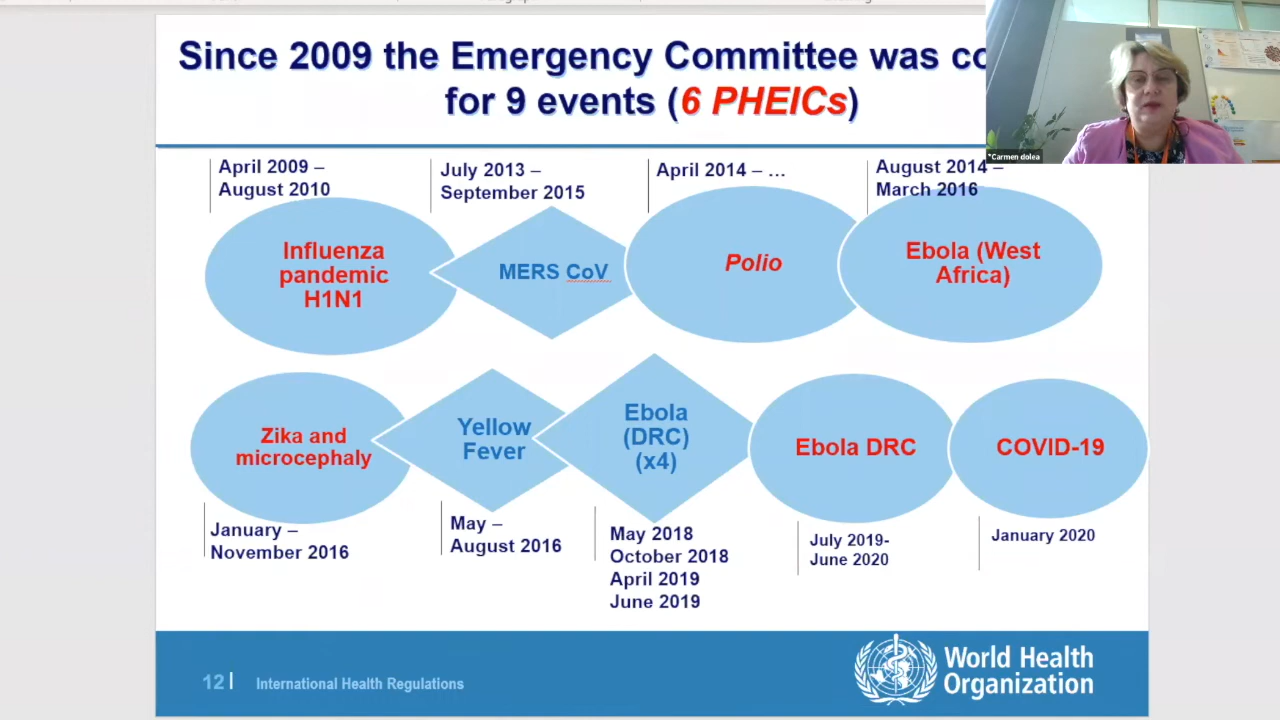 Since 2009 the Emergency Committee was
for 9 events (6 PHEICs)
*Carmen dolea
April 2009 –
August 2010
July 2013 –
September 2015
April 2014 – ...
August 2014 –
March 2016
Influenza
pandemic
H1N1
MERS CoV
Polio
Ebola (West
Africa)
Zika and
microcephaly
Yellow
Fever
Ebola
(DRC)
(x4)
Ebola DRC
COVID-19
January –
November 2016
May –
August 2016
May 2018
October 2018
April 2019
June 2019
July 2019-
June 2020
January 2020
12
International Health Regulations
World Health
Organization